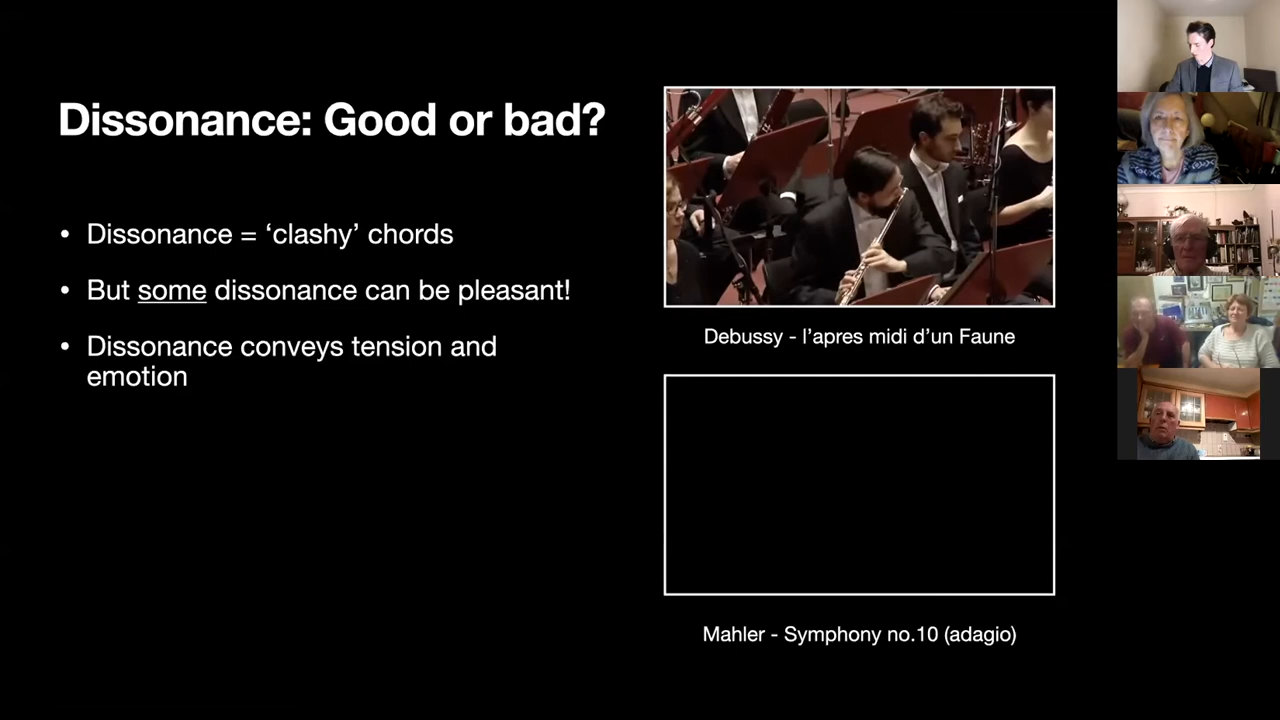 Dissonance: Good or bad?
• Dissonance = ‘clashy’ chords
• But some dissonance can be pleasant!
• Dissonance conveys tension and
emotion
Debussy - l’apres midi d’un Faune
Mahler - Symphony no.10 (adagio)